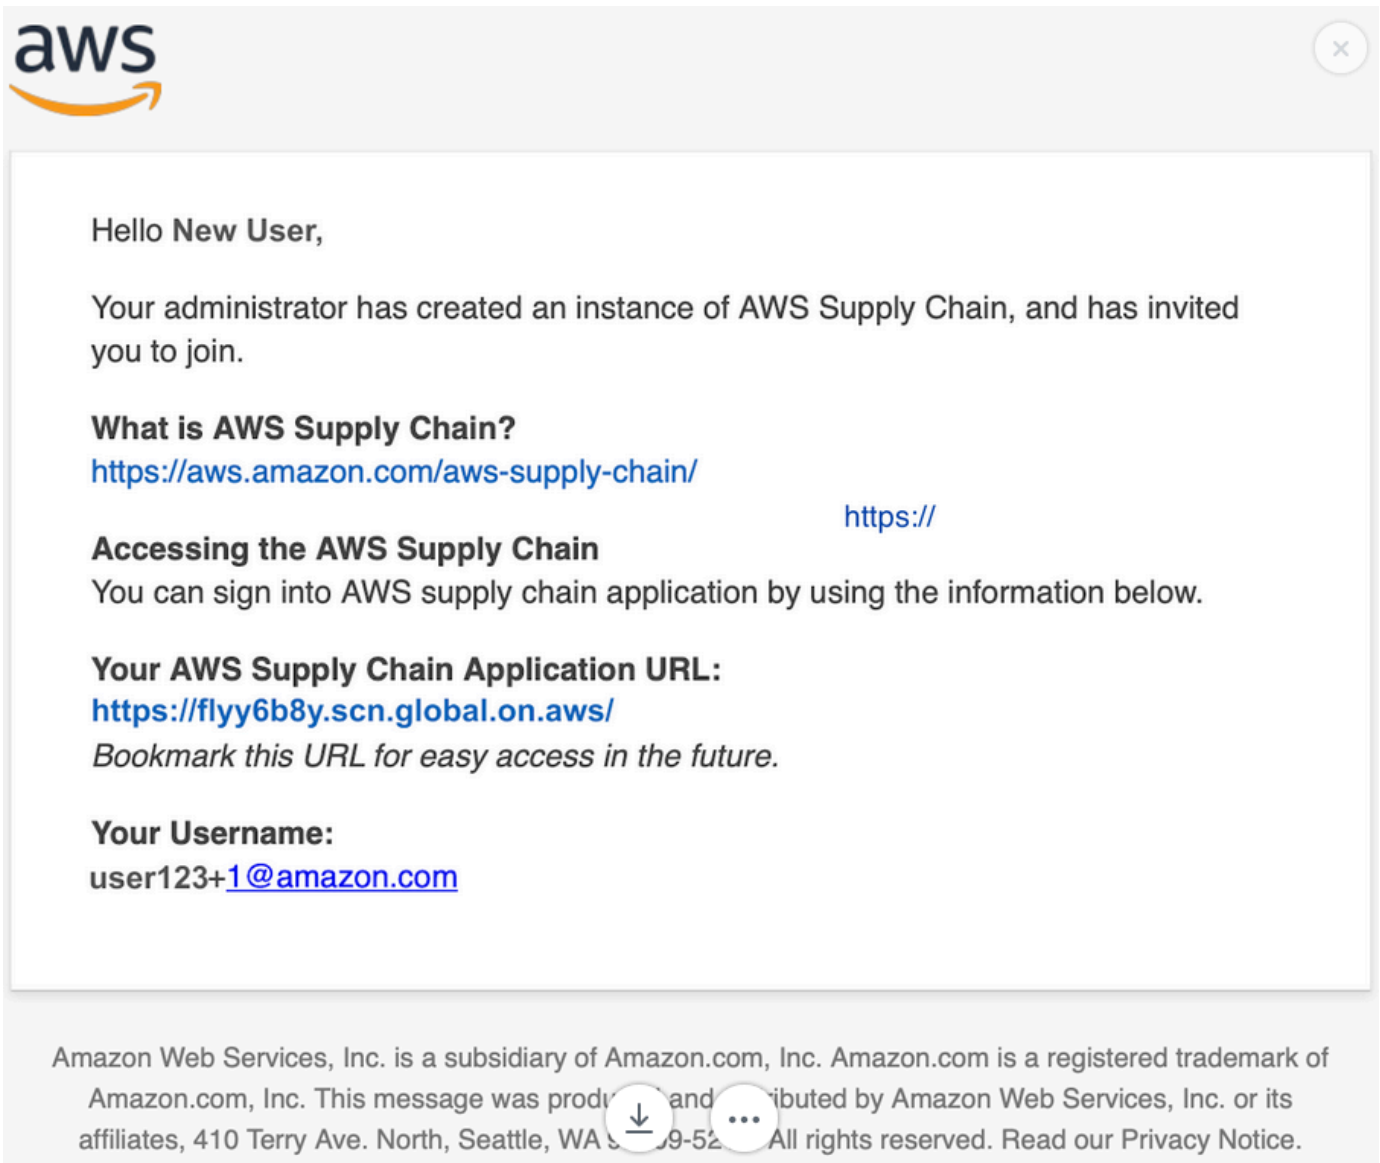 aws
Hello New User,
Your administrator has created an instance of AWS Supply Chain, and has invited
you to join.
What is AWS Supply Chain?
https://aws.amazon.com/aws-supply-chain/
https://
Accessing the AWS Supply Chain
You can sign into AWS supply chain application by using the information below.
Your AWS Supply Chain Application URL:
https://flyy6b8y.scn.global.on.aws/
Bookmark this URL for easy access in the future.
Your Username:
user123+1@amazon.com
Amazon Web Services, Inc. is a subsidiary of Amazon.com, Inc. Amazon.com is a registered trademark of
Amazon.com, Inc. This message was and by Amazon Web Services, Inc. or its
affiliates, 410 Terry Ave. North, Seattle, WA All rights reserved. Read our Privacy Notice.